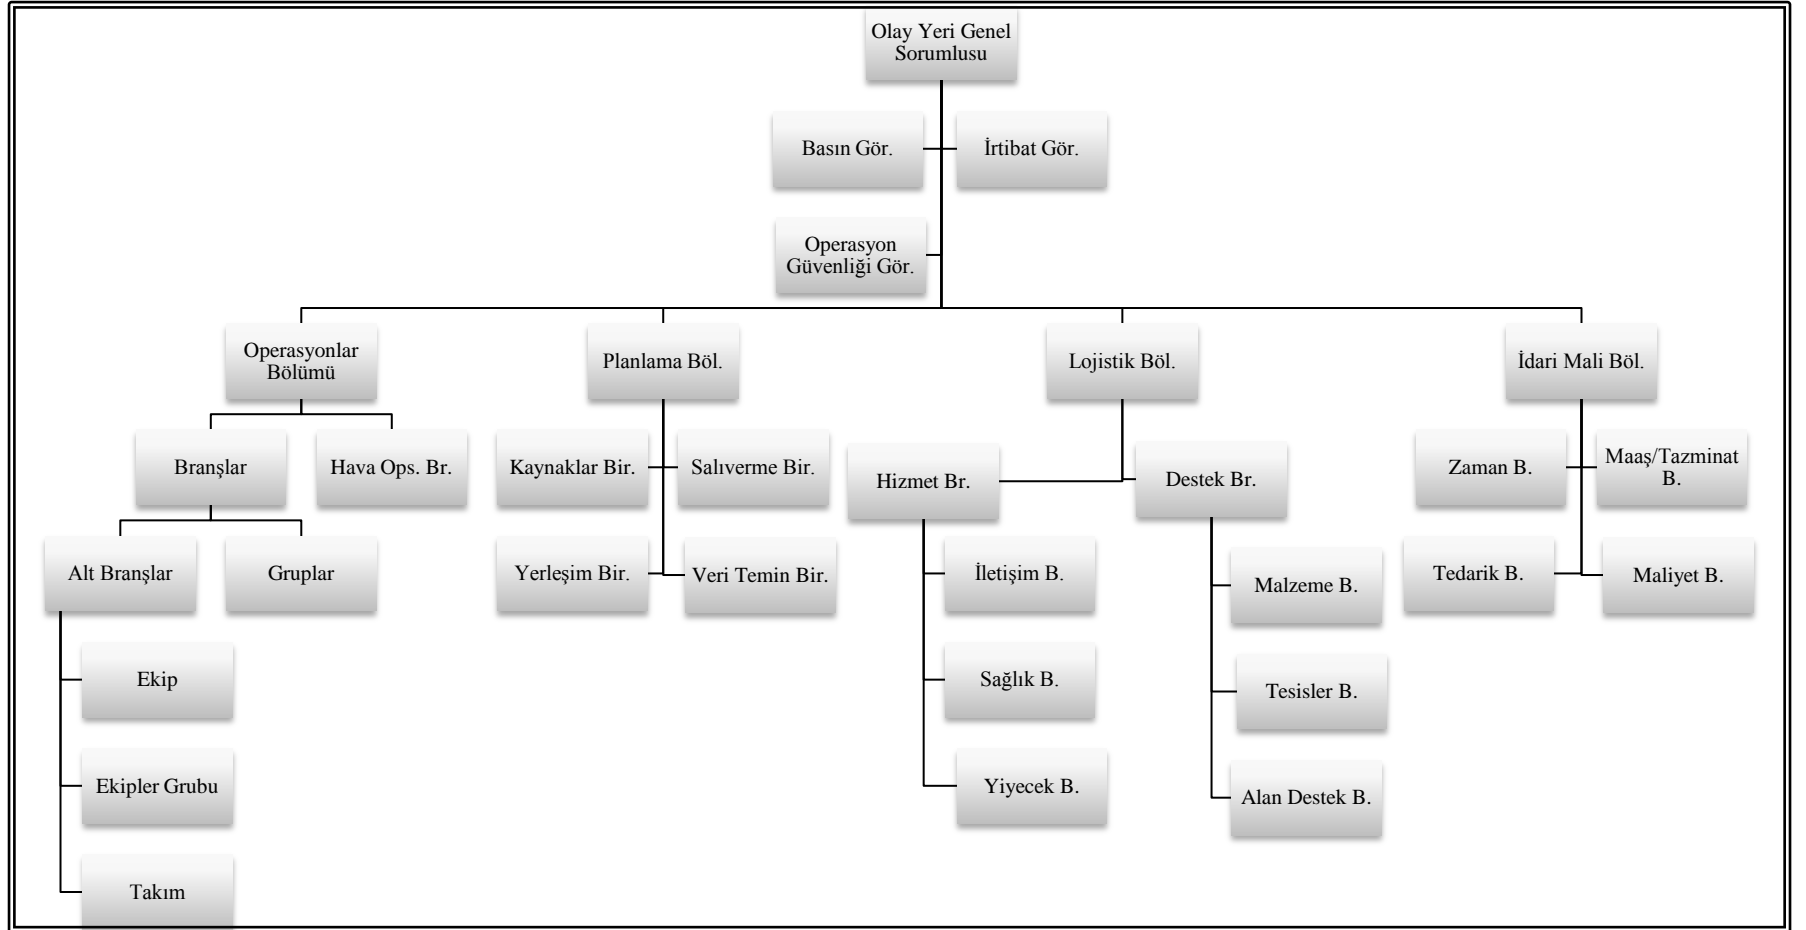 Olay Yeri Genel
Sorumlusu
Basın Gör.
İrtibat Gör.
Operasyon
Güvenliği Gör.
Operasyonlar
Bölümü
Planlama Böl.
Lojistik Böl.
İdari Mali Böl.
Branşlar
Hava Ops. Br.
Kaynaklar Bir.
Salıverme Bir.
Hizmet Br.
Destek Br.
Zaman B.
Maaş/Tazminat
B.
Alt Branşlar
Gruplar
Yerleşim Bir.
Veri Temin Bir.
İletişim B.
Malzeme B.
Tedarik B.
Maliyet B.
Ekip
Sağlık B.
Tesisler B.
Ekipler Grubu
Yiyecek B.
Alan Destek B.
Takım